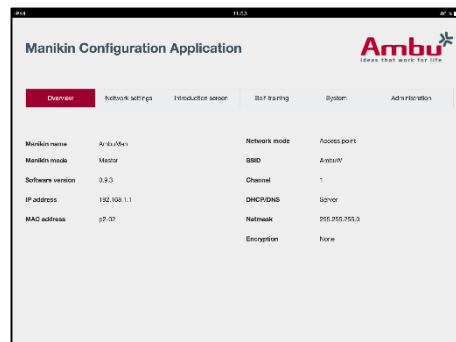 iPad 11:53
Manikin Configuration Application
Ambu
Ideas that work for life
Overview Network settings Introduction screen Self-training System Administration
Manikin name AmbuMan Network mode Access point
Manikin mode Master BSID AmbuW
Software version 0.9.3 Channel 1
IP address 192.168.1.1 DHCP/DNS Server
MAC address p2-02 Netmask 255.255.255.0
Encryption None